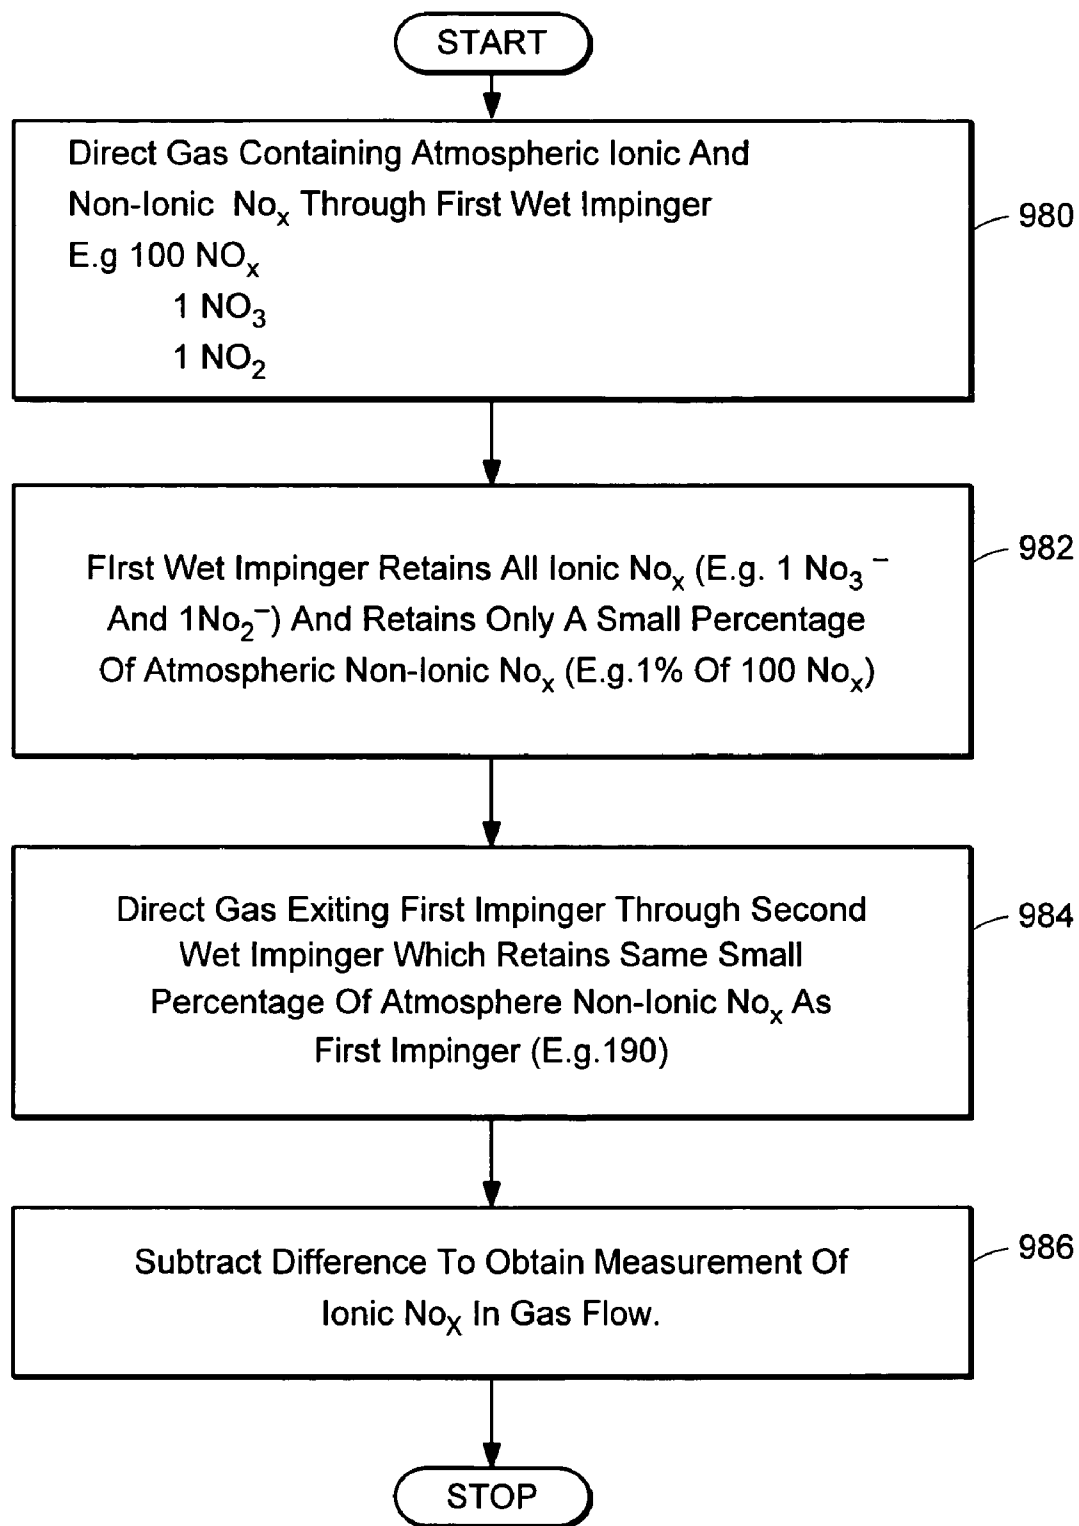 START
Direct Gas Containing Atmospheric Ionic And
Non-Ionic Noₓ Through First Wet Impinger
E.g 100 NOₓ
1 NO₃
1 NO₂
980
FIrst Wet Impinger Retains All Ionic Noₓ (E.g. 1 No₃⁻
And 1No₂⁻) And Retains Only A Small Percentage
Of Atmospheric Non-Ionic Noₓ (E.g.1% Of 100 Noₓ)
982
Direct Gas Exiting First Impinger Through Second
Wet Impinger Which Retains Same Small
Percentage Of Atmosphere Non-Ionic Noₓ As
First Impinger (E.g.190)
984
Subtract Difference To Obtain Measurement Of
Ionic Noₓ In Gas Flow.
986
STOP